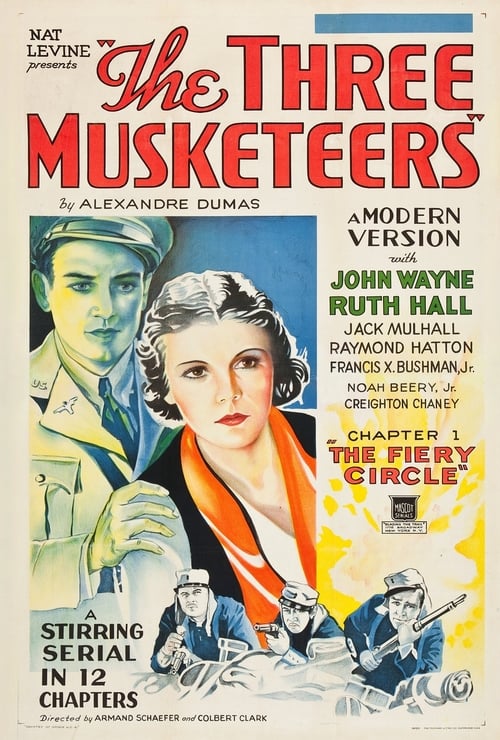 NAT
LEVINE
presents
"The THREE
MUSKETEERS"
by ALEXANDRE DUMAS
A MODERN
VERSION
with
JOHN WAYNE
RUTH HALL
JACK MULHALL
RAYMOND HATTON
FRANCIS X. BUSHMAN, Jr.
NOAH BEERY, Jr.
CREIGHTON CHANEY
CHAPTER 1
"THE FIERY
CIRCLE"
MASCOT
SERIALS
U.S.
A
STIRRING
SERIAL
IN 12
CHAPTERS
Directed by ARMAND SCHAEFER and COLBERT CLARK